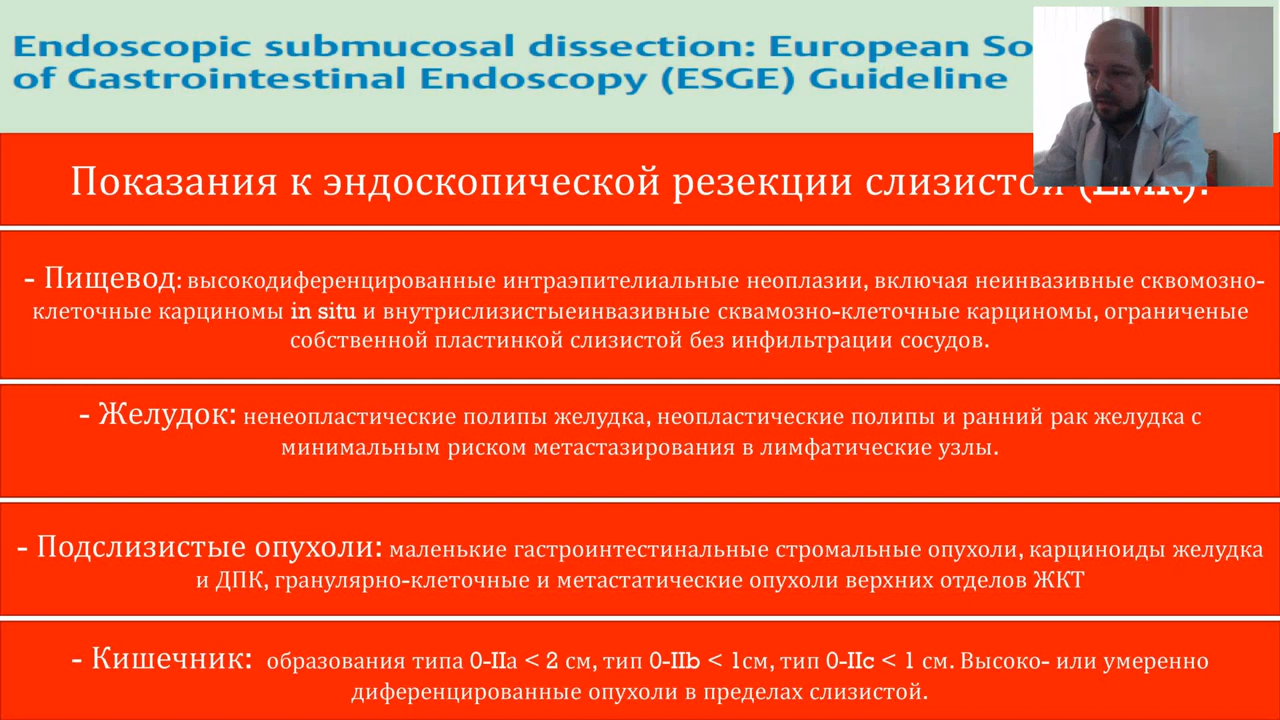 Endoscopic submucosal dissection: European So
of Gastrointestinal Endoscopy (ESGE) Guideline
Показания к эндоскопической резекции слизистой (EMR):
- Пищевод: высокодиференцированные интраэпителиальные неоплазии, включая неинвазивные сквомозно-
клеточные карциномы in situ и внутрислизистыеинвазивные сквамозно-клеточные карциномы, ограниченые
собственной пластинкой слизистой без инфильтрации сосудов.
- Желудок: ненеопластические полипы желудка, неопластические полипы и ранний рак желудка с
минимальным риском метастазирования в лимфатические узлы.
- Подслизистые опухоли: маленькие гастроинтестинальные стромальные опухоли, карциноиды желудка
и ДПК, гранулярно-клеточные и метастатические опухоли верхних отделов ЖКТ
- Кишечник: образования типа 0-IIa < 2 см, тип 0-IIb < 1см, тип 0-IIc < 1 см. Высоко- или умеренно
диференцированные опухоли в пределах слизистой.